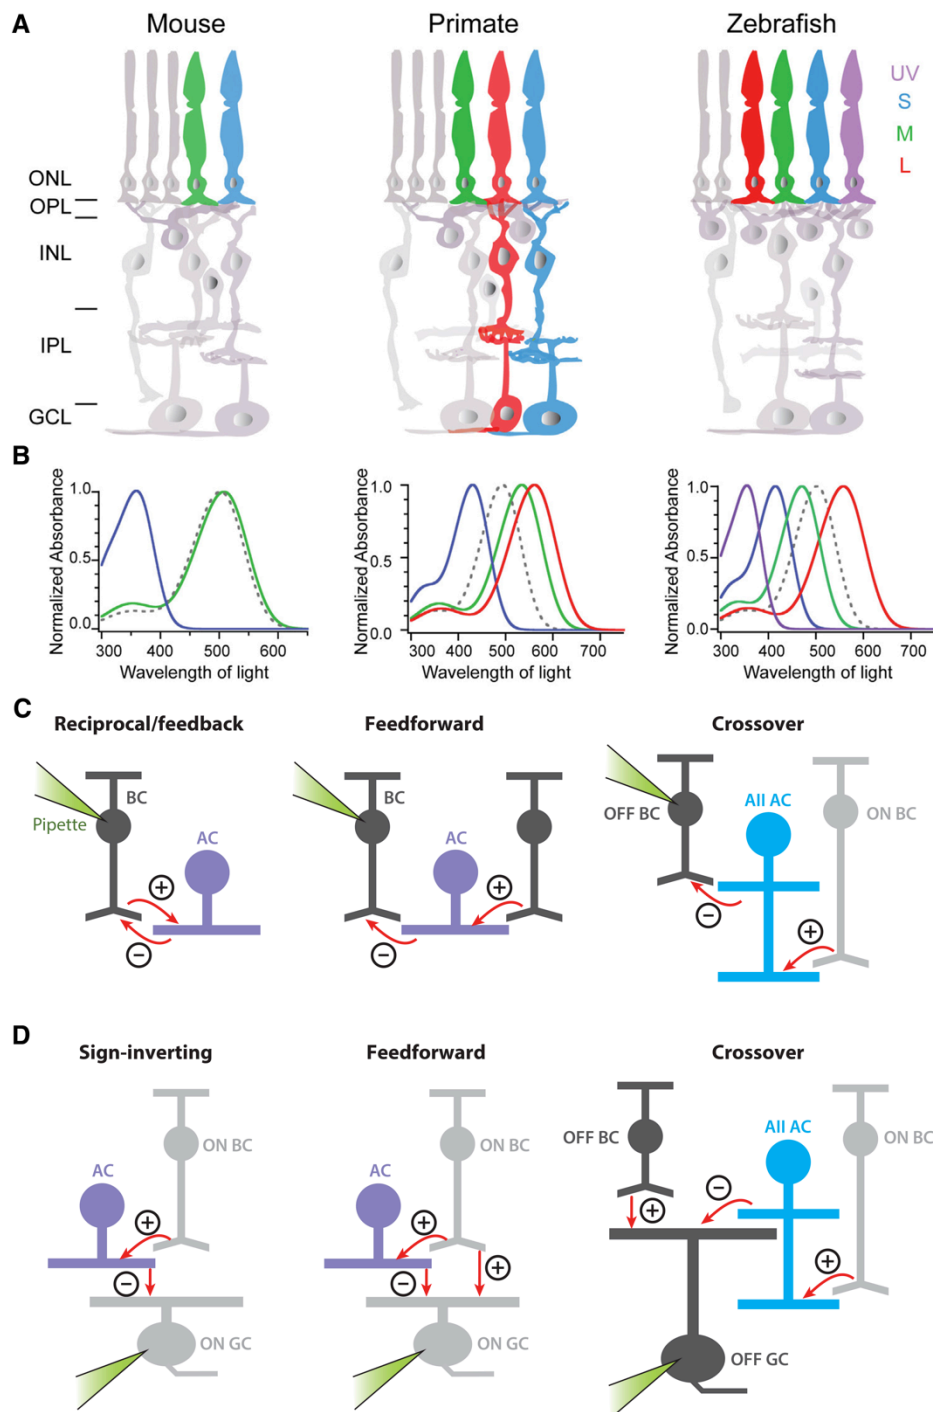 A
Mouse
Primate
Zebrafish
UV
S
M
L
ONL
OPL
INL
IPL
GCL
B
Normalized Absorbance
1.0
0.5
0.0
300 400 500 600
Wavelength of light
Normalized Absorbance
1.0
0.5
0.0
300 400 500 600 700
Wavelength of light
Normalized Absorbance
1.0
0.5
0.0
300 400 500 600 700
Wavelength of light
C
Reciprocal/feedback
BC
Pipette
AC
+
−
Feedforward
BC
AC
+
−
Crossover
OFF BC
AII AC
ON BC
−
+
D
Sign-inverting
ON BC
AC
+
−
ON GC
Feedforward
ON BC
AC
+
−
+
ON GC
Crossover
OFF BC
AII AC
ON BC
−
+
+
OFF GC